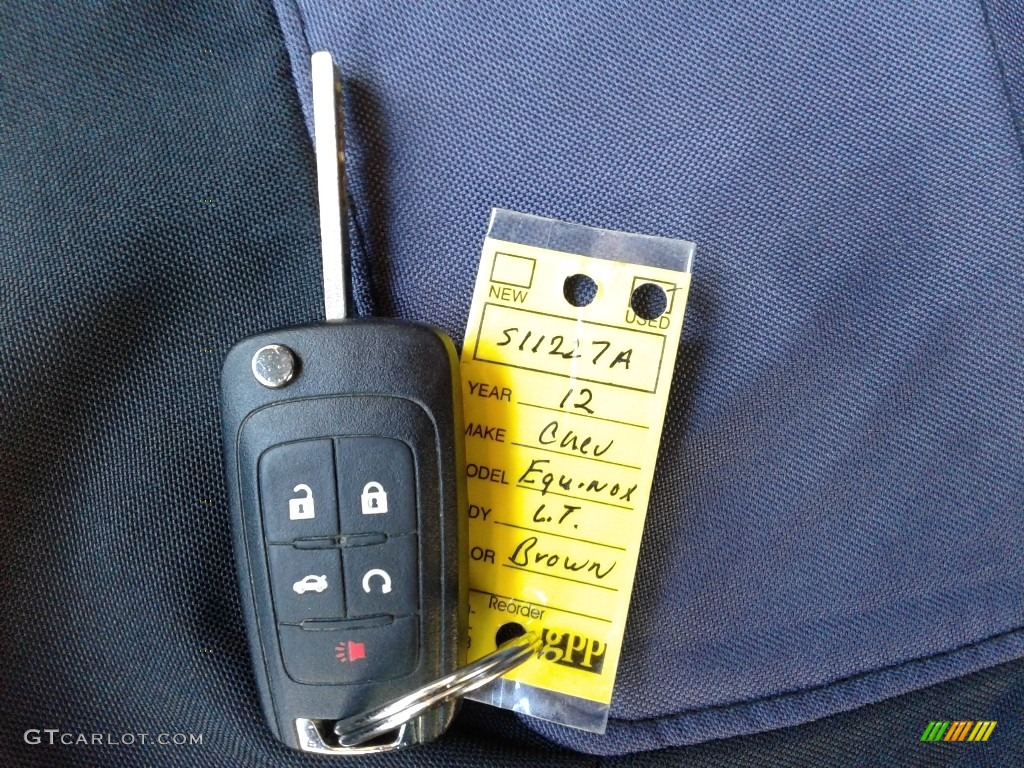 NEW USED
S11227A
YEAR 12
MAKE Chev
ODEL Equinox
DY L.T.
OR Brown
Reorder
gPP
GTCARLOT.COM